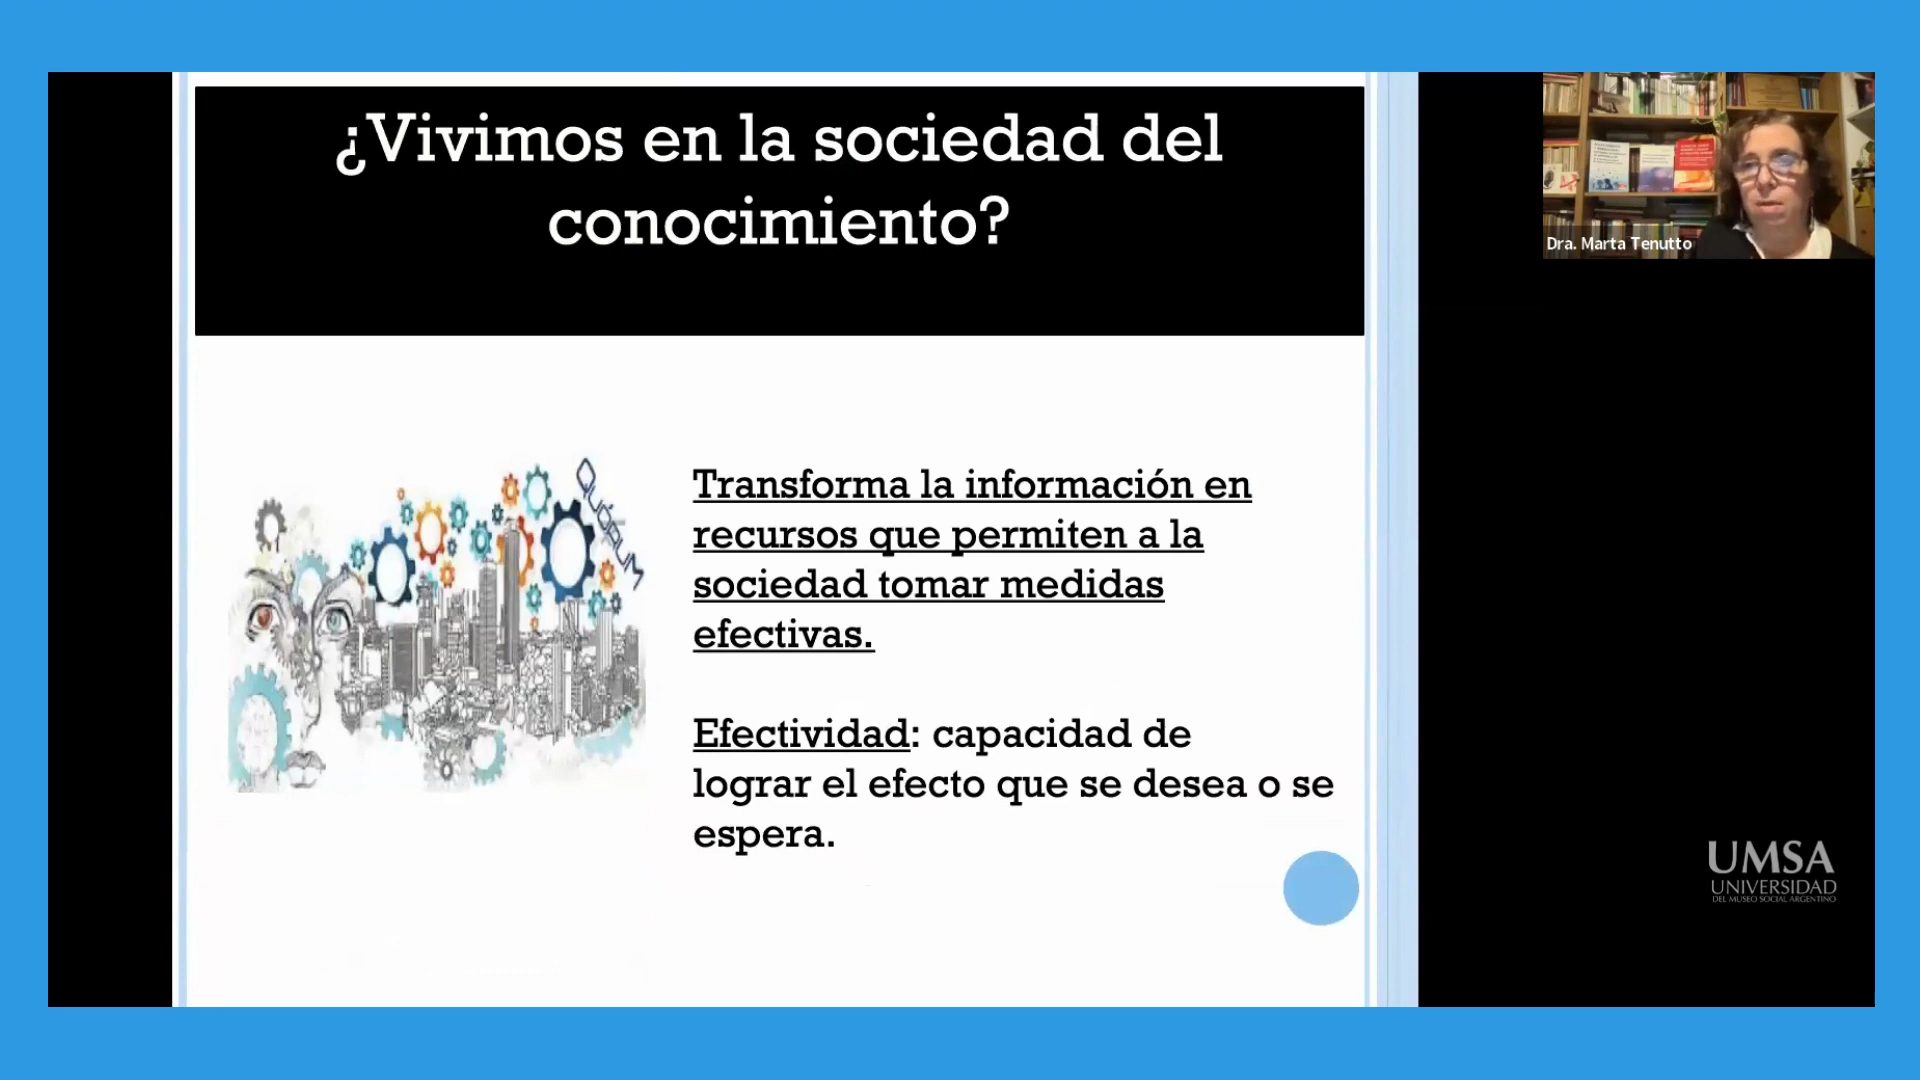 ¿Vivimos en la sociedad del
conocimiento?
Dra. Marta Tenutto
QUÓRUM
Transforma la información en
recursos que permiten a la
sociedad tomar medidas
efectivas.
Efectividad: capacidad de
lograr el efecto que se desea o se
espera.
UMSA
UNIVERSIDAD
DEL MUSEO SOCIAL ARGENTINO